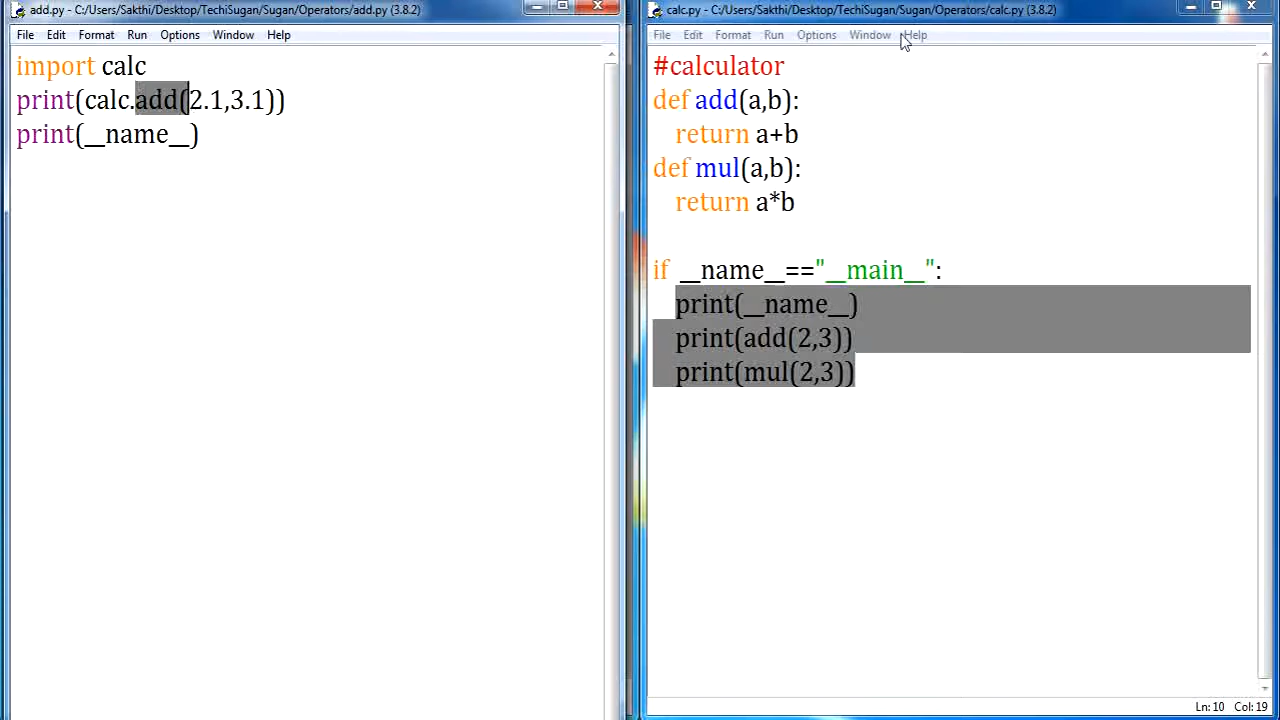 add.py - C:/Users/Sakthi/Desktop/TechiSugan/Sugan/Operators/add.py (3.8.2)
File Edit Format Run Options Window Help
import calc
print(calc.add(2.1,3.1))
print(__name__)
calc.py - C:/Users/Sakthi/Desktop/TechiSugan/Sugan/Operators/calc.py (3.8.2)
File Edit Format Run Options Window Help
#calculator
def add(a,b):
    return a+b
def mul(a,b):
    return a*b
if __name__=="__main__":
    print(__name__)
    print(add(2,3))
    print(mul(2,3))
Ln: 10 Col: 19